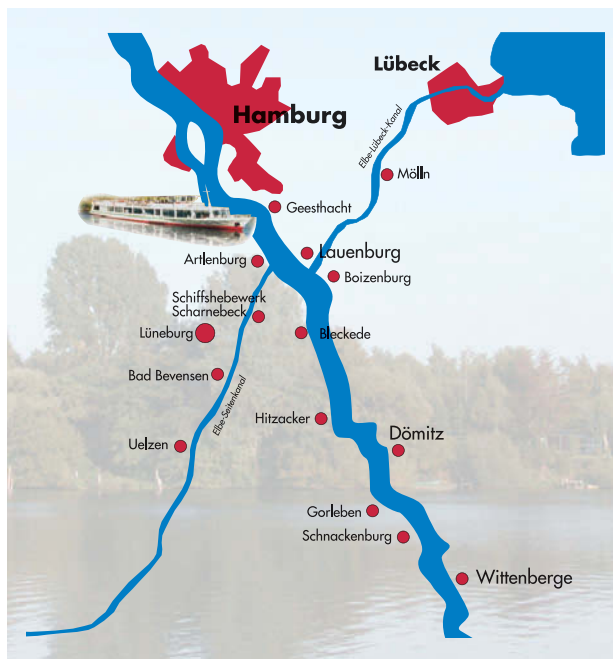 Lübeck
Hamburg
Elbe-Lübeck-Kanal
Mölln
Geesthacht
Lauenburg
Artlenburg
Boizenburg
Schiffshebewerk
Scharnebeck
Lüneburg
Bleckede
Bad Bevensen
Elbe-Seitenkanal
Hitzacker
Dömitz
Uelzen
Gorleben
Schnackenburg
Wittenberge